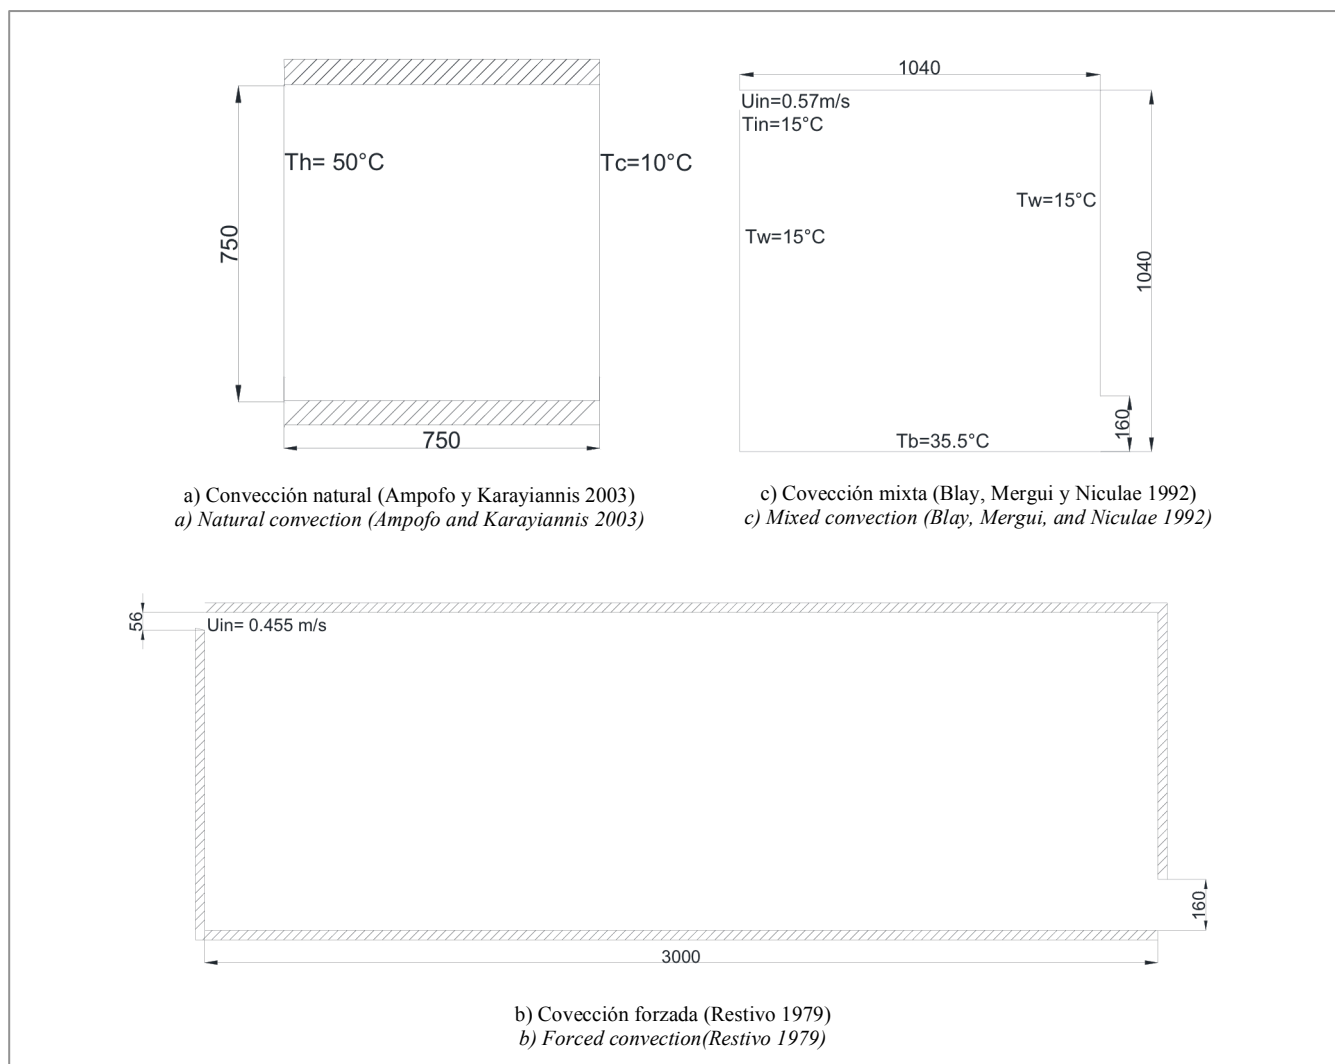 Th= 50°C
Tc=10°C
750
750
a) Convección natural (Ampofo y Karayiannis 2003)
a) Natural convection (Ampofo and Karayiannis 2003)
1040
Uin=0.57m/s
Tin=15°C
Tw=15°C
Tw=15°C
1040
160
Tb=35.5°C
c) Covección mixta (Blay, Mergui y Niculae 1992)
c) Mixed convection (Blay, Mergui, and Niculae 1992)
56
Uin= 0.455 m/s
160
3000
b) Covección forzada (Restivo 1979)
b) Forced convection(Restivo 1979)